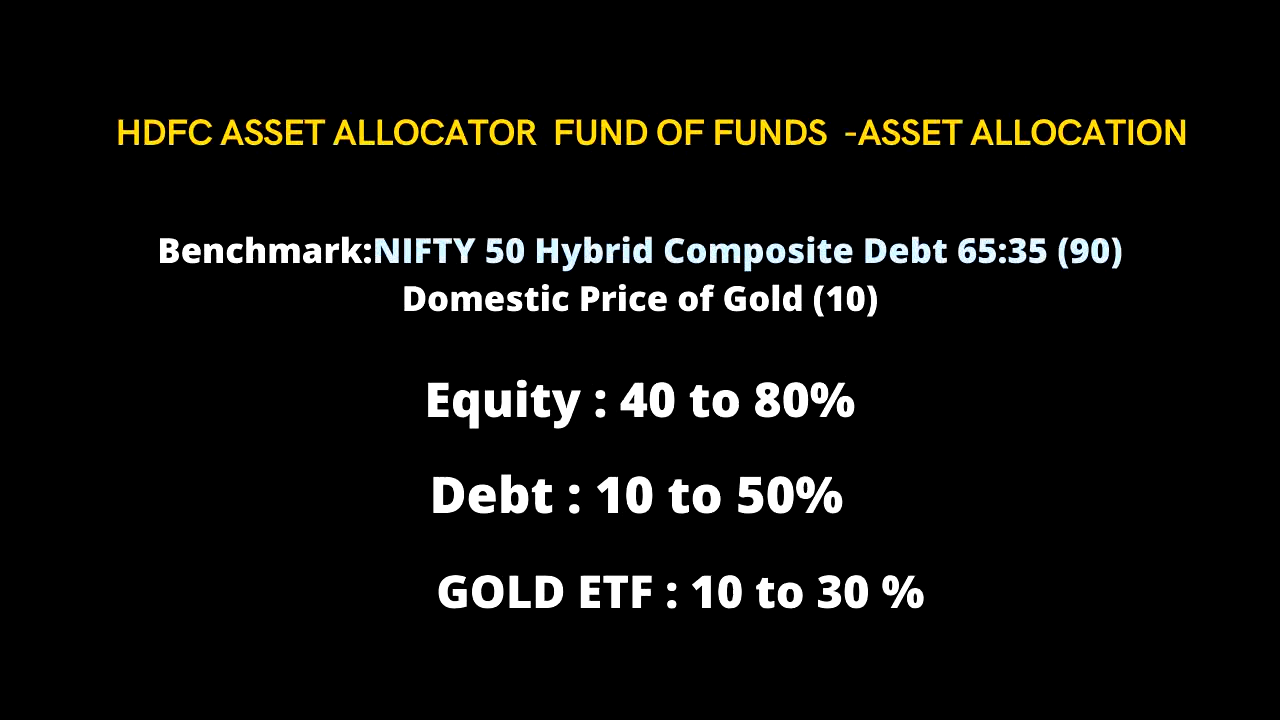 HDFC ASSET ALLOCATOR FUND OF FUNDS -ASSET ALLOCATION
Benchmark:NIFTY 50 Hybrid Composite Debt 65:35 (90)
Domestic Price of Gold (10)
Equity : 40 to 80%
Debt : 10 to 50%
GOLD ETF : 10 to 30 %